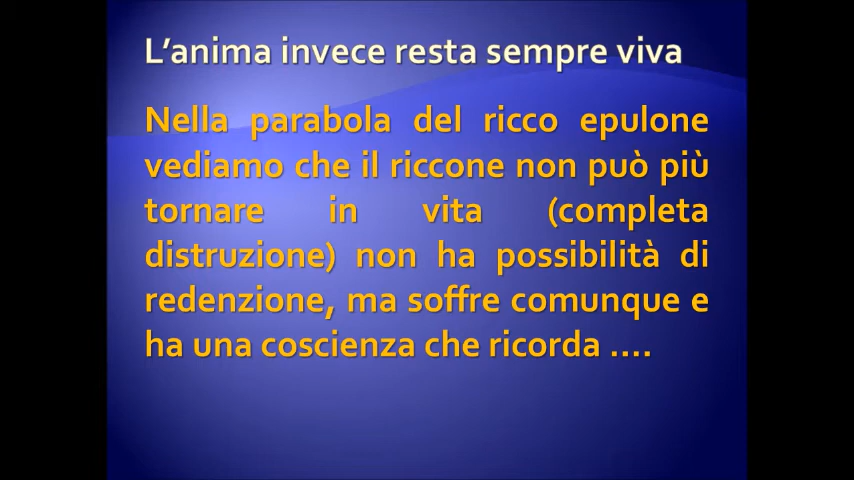 L'anima invece resta sempre viva
Nella parabola del ricco epulone
vediamo che il riccone non può più
tornare in vita (completa
distruzione) non ha possibilità di
redenzione, ma soffre comunque e
ha una coscienza che ricorda ....